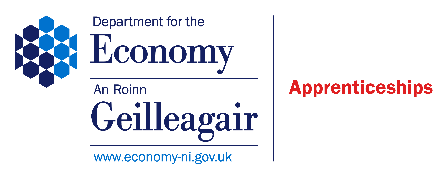 Department for the
Economy
An Roinn
Geilleagair
www.economy-ni.gov.uk
Apprenticeships